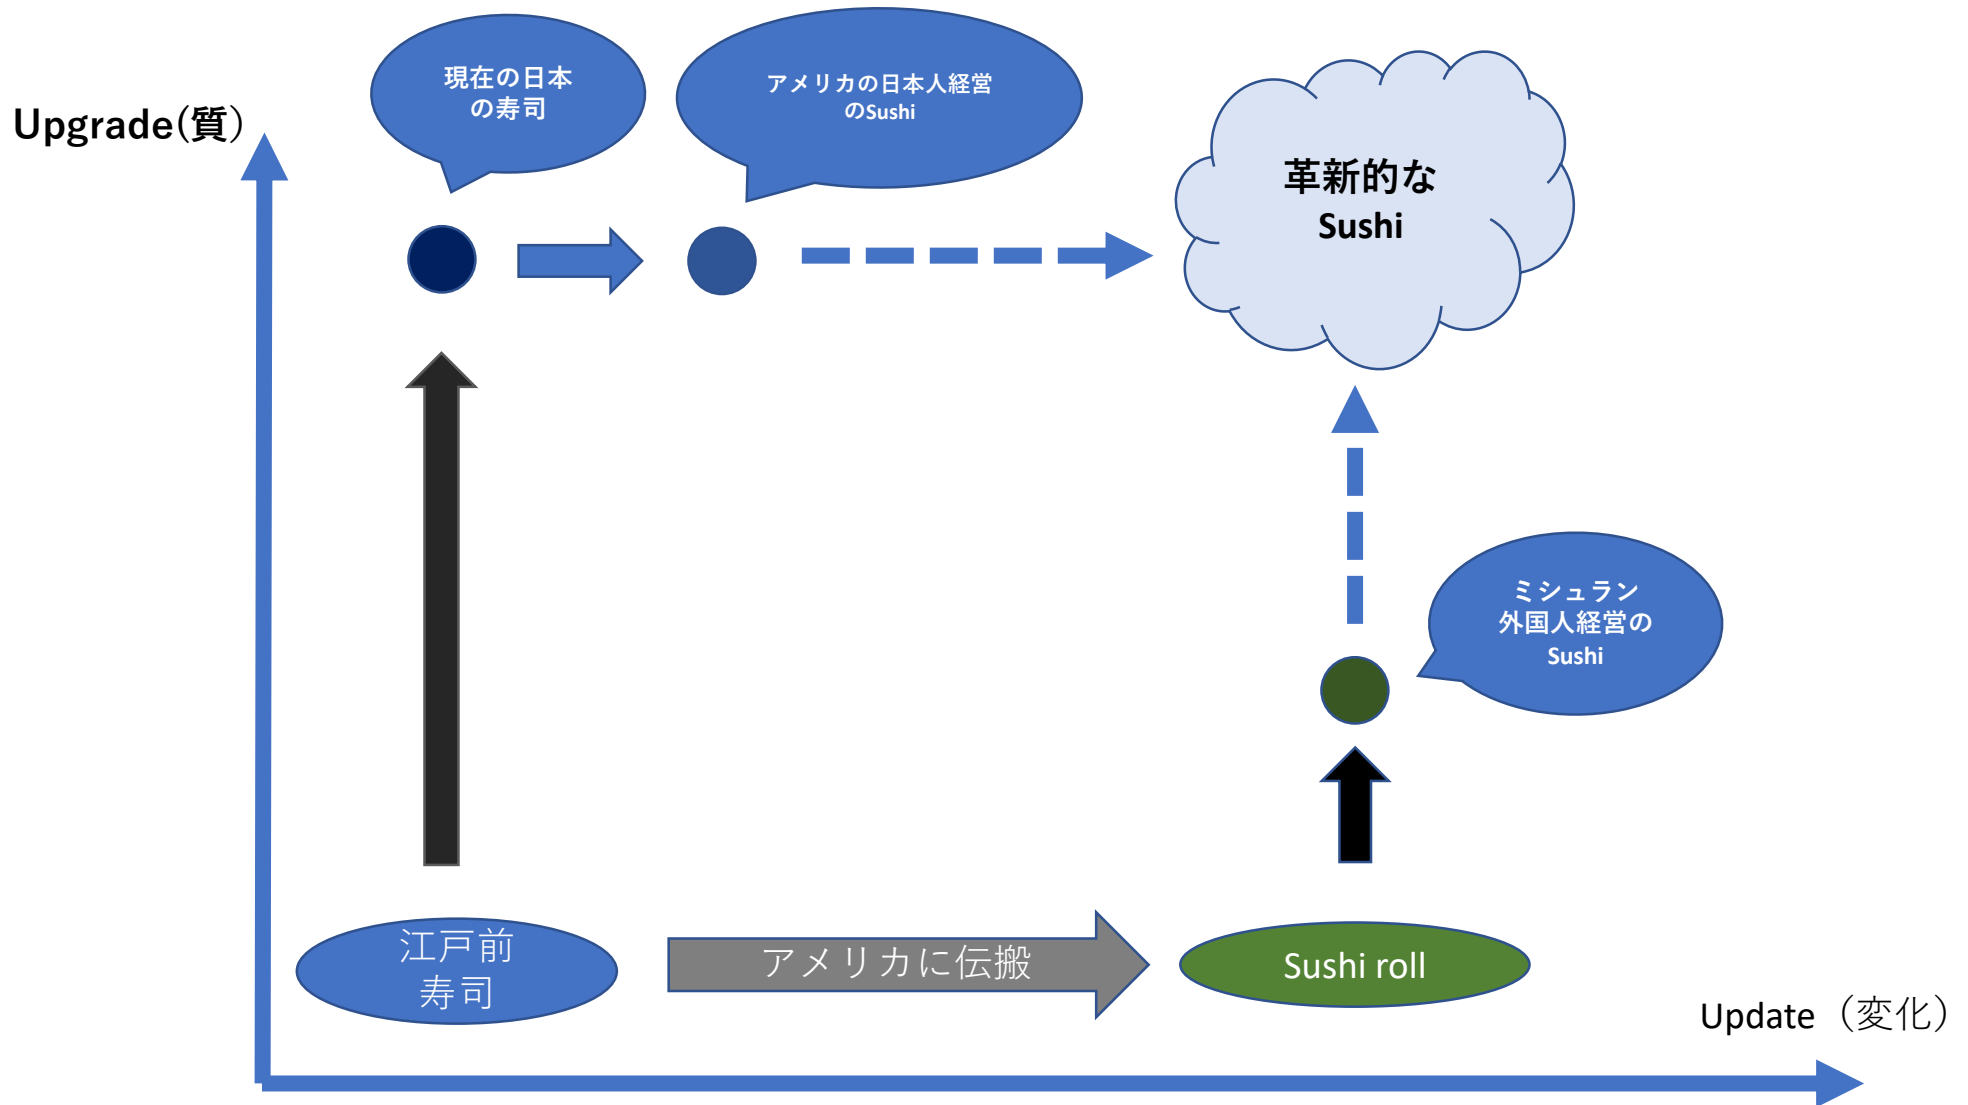 現在の日本
の寿司
アメリカの日本人経営
のSushi
Upgrade(質）
革新的な
Sushi
ミシュラン
外国人経営の
Sushi
江戸前
寿司
アメリカに伝搬
Sushi roll
Update（変化）